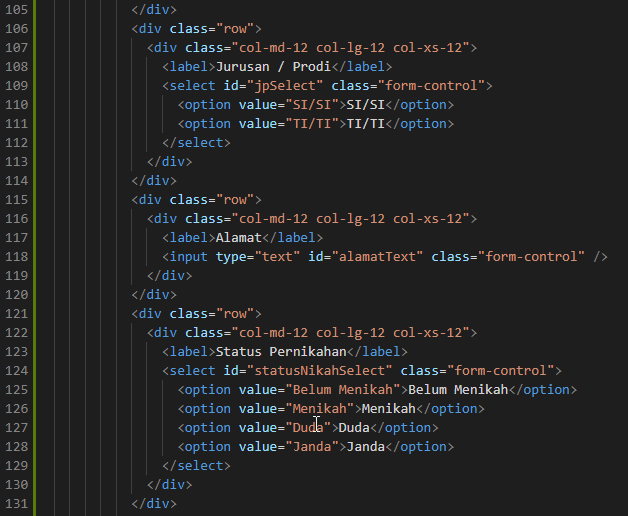 105 </div>
106 <div class="row">
107 <div class="col-md-12 col-lg-12 col-xs-12">
108 <label>Jurusan / Prodi</label>
109 <select id="jpSelect" class="form-control">
110 <option value="SI/SI">SI/SI</option>
111 <option value="TI/TI">TI/TI</option>
112 </select>
113 </div>
114 </div>
115 <div class="row">
116 <div class="col-md-12 col-lg-12 col-xs-12">
117 <label>Alamat</label>
118 <input type="text" id="alamatText" class="form-control" />
119 </div>
120 </div>
121 <div class="row">
122 <div class="col-md-12 col-lg-12 col-xs-12">
123 <label>Status Pernikahan</label>
124 <select id="statusNikahSelect" class="form-control">
125 <option value="Belum Menikah">Belum Menikah</option>
126 <option value="Menikah">Menikah</option>
127 <option value="Duda">Duda</option>
128 <option value="Janda">Janda</option>
129 </select>
130 </div>
131 </div>